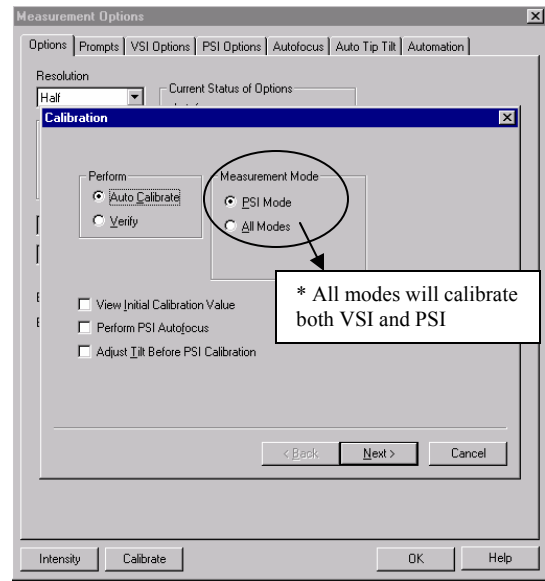 Measurement Options
Options Prompts VSI Options PSI Options Autofocus Auto Tip Tilt Automation
Resolution
Half
Current Status of Options
Calibration
Perform
Auto Calibrate
Verify
Measurement Mode
PSI Mode
All Modes
* All modes will calibrate
both VSI and PSI
View Initial Calibration Value
Perform PSI Autofocus
Adjust Tilt Before PSI Calibration
< Back Next > Cancel
Intensity Calibrate OK Help